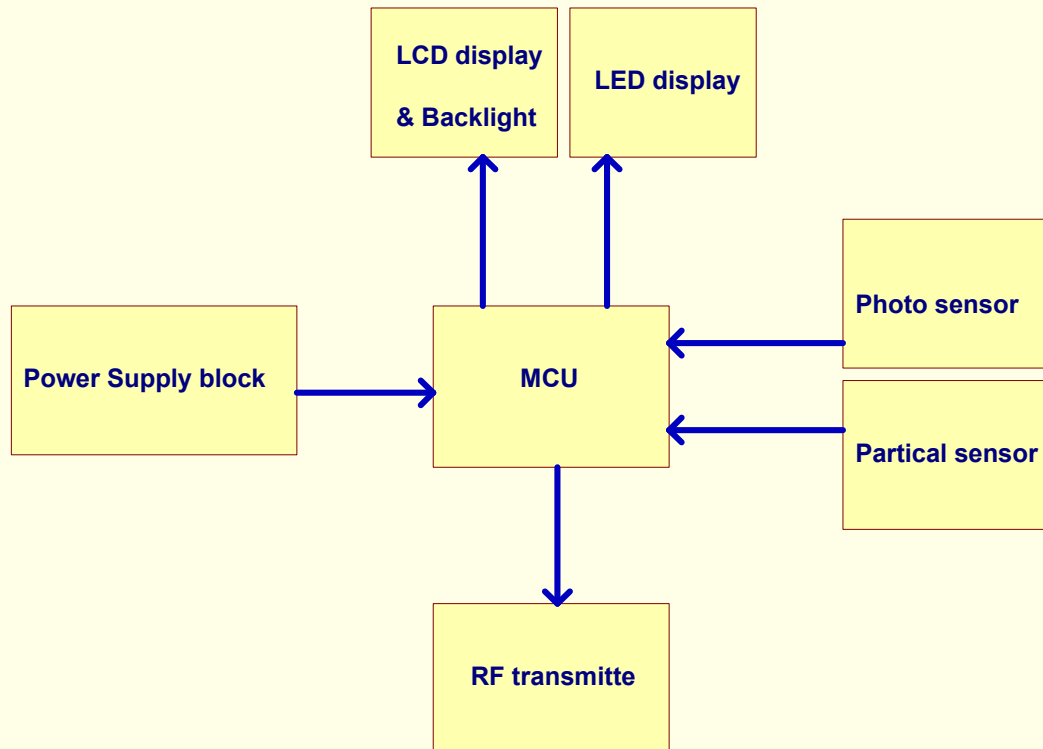 LCD display
& Backlight
LED display
Photo sensor
Power Supply block
MCU
Partical sensor
RF transmitte